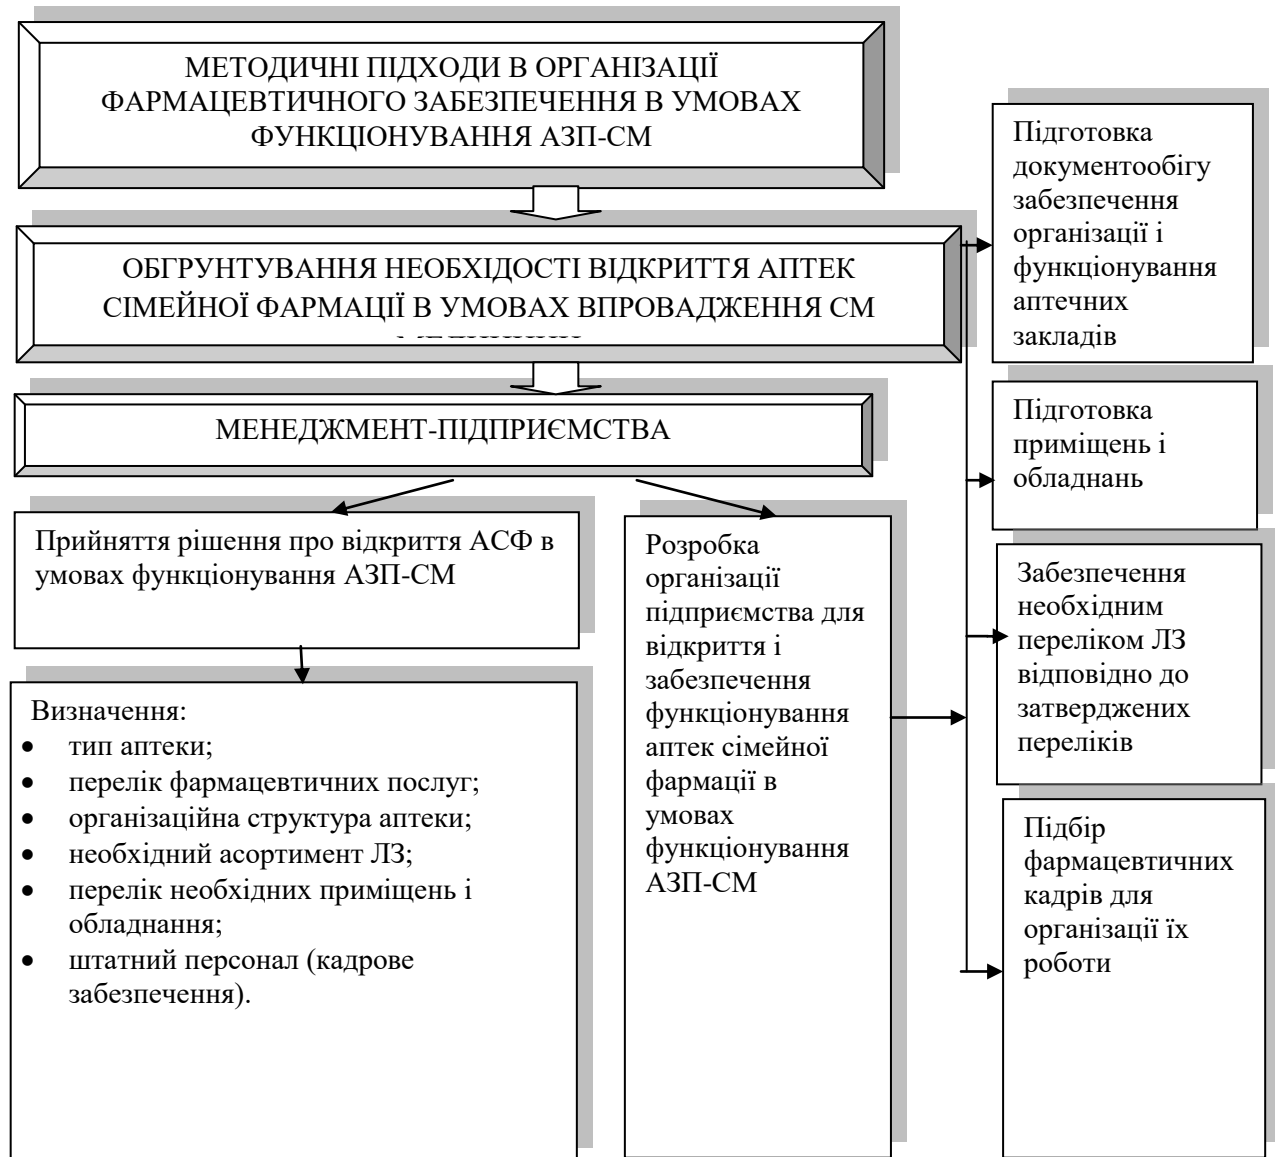 МЕТОДИЧНІ ПІДХОДИ В ОРГАНІЗАЦІЇ
ФАРМАЦЕВТИЧНОГО ЗАБЕЗПЕЧЕННЯ В УМОВАХ
ФУНКЦІОНУВАННЯ АЗП-СМ
ОБГРУНТУВАННЯ НЕОБХІДОСТІ ВІДКРИТТЯ АПТЕК
СІМЕЙНОЇ ФАРМАЦІЇ В УМОВАХ ВПРОВАДЖЕННЯ СМ
МЕНЕДЖМЕНТ-ПІДПРИЄМСТВА
Прийняття рішення про відкриття АСФ в
умовах функціонування АЗП-СМ
Визначення:
• тип аптеки;
• перелік фармацевтичних послуг;
• організаційна структура аптеки;
• необхідний асортимент ЛЗ;
• перелік необхідних приміщень і
обладнання;
• штатний персонал (кадрове
забезпечення).
Розробка
організації
підприємства для
відкриття і
забезпечення
функціонування
аптек сімейної
фармації в
умовах
функціонування
АЗП-СМ
Підготовка
документообігу
забезпечення
організації і
функціонування
аптечних
закладів
Підготовка
приміщень і
обладнань
Забезпечення
необхідним
переліком ЛЗ
відповідно до
затверджених
переліків
Підбір
фармацевтичних
кадрів для
організації їх
роботи